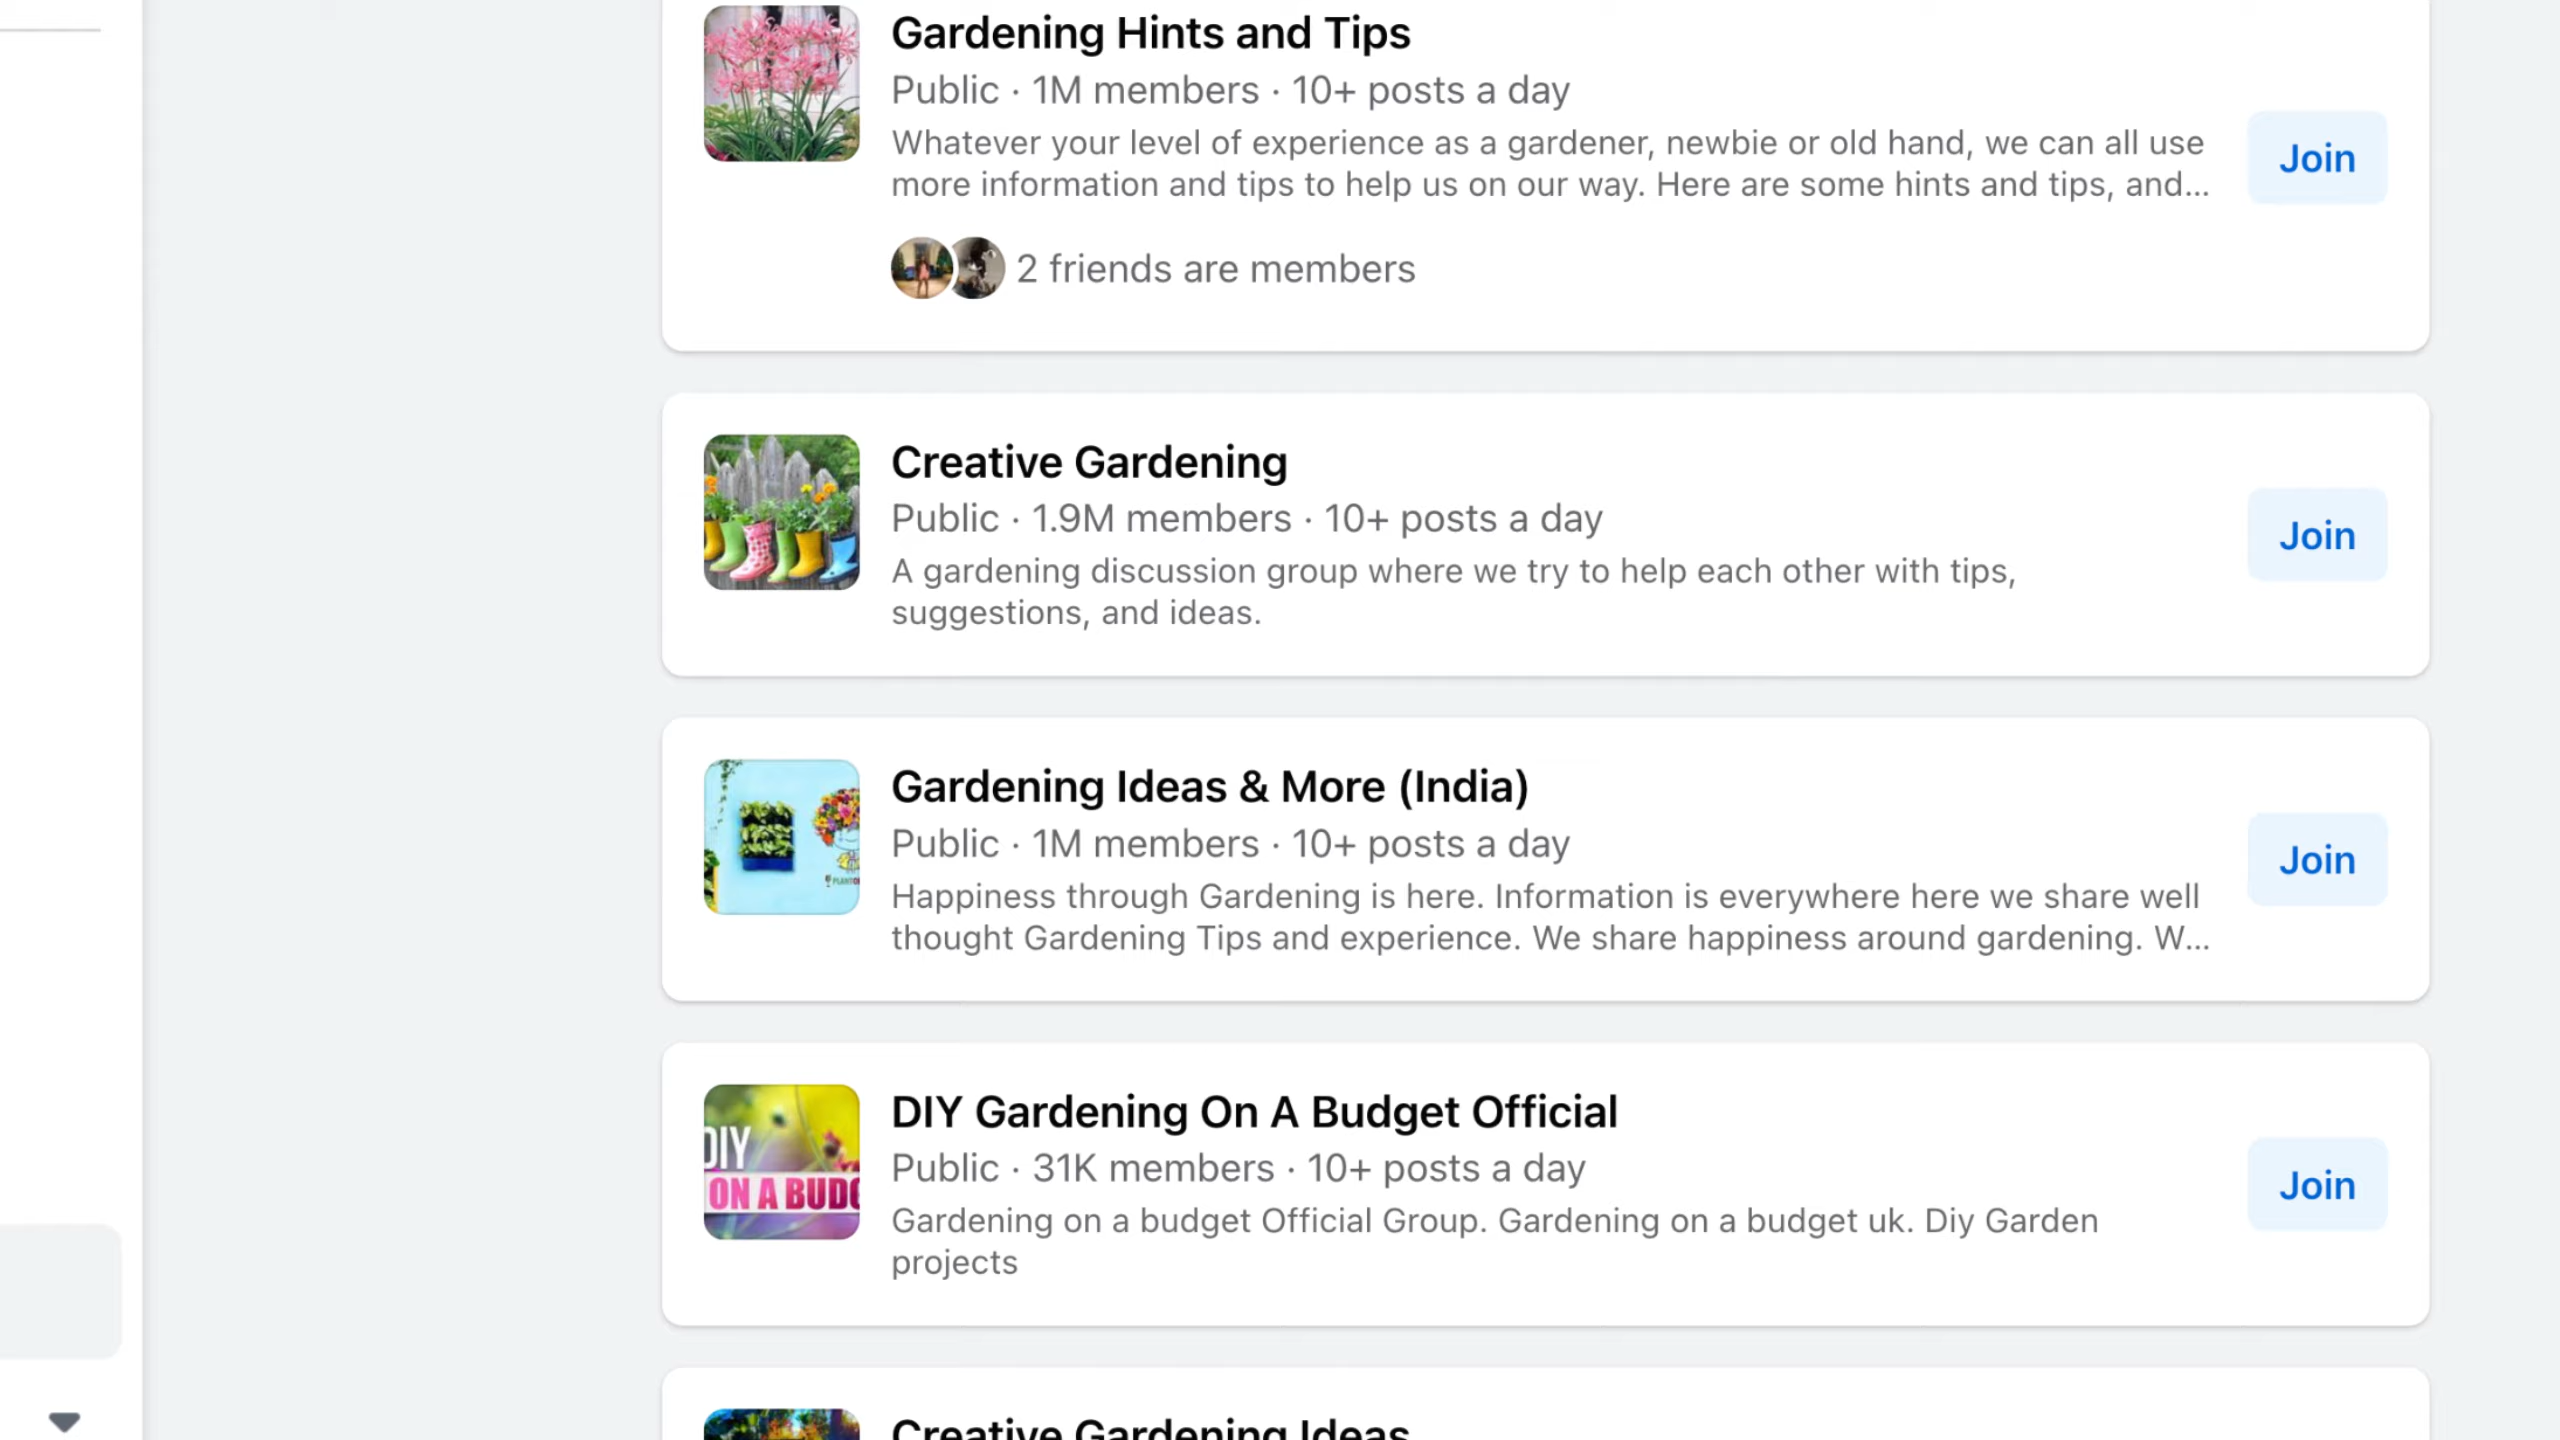 Gardening Hints and Tips
Public · 1M members · 10+ posts a day
Whatever your level of experience as a gardener, newbie or old hand, we can all use
more information and tips to help us on our way. Here are some hints and tips, and...
Join
2 friends are members
Creative Gardening
Public · 1.9M members · 10+ posts a day
A gardening discussion group where we try to help each other with tips,
suggestions, and ideas.
Join
Gardening Ideas & More (India)
Public · 1M members · 10+ posts a day
Happiness through Gardening is here. Information is everywhere here we share well
thought Gardening Tips and experience. We share happiness around gardening. W...
Join
DIY
ON A BUDG
DIY Gardening On A Budget Official
Public · 31K members · 10+ posts a day
Gardening on a budget Official Group. Gardening on a budget uk. Diy Garden
projects
Join
Creative Gardening Ideas